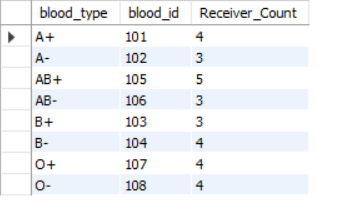 blood_type blood_id Receiver_Count
A+ 101 4
A- 102 3
AB+ 105 5
AB- 106 3
B+ 103 3
B- 104 4
O+ 107 4
O- 108 4